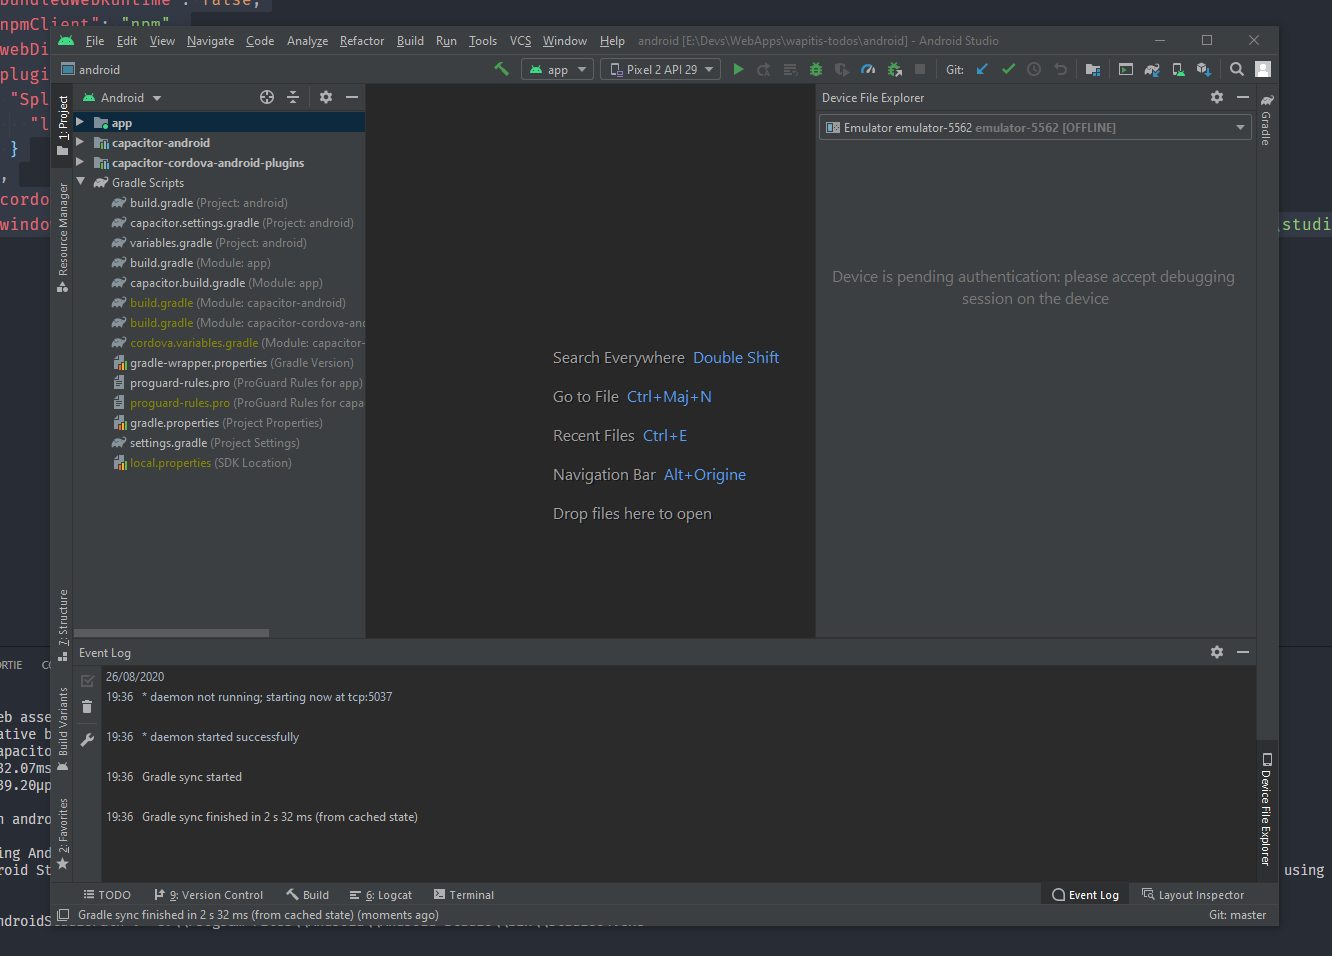 bundledWebRuntime": false,
npmClient": "npm",
webDi
plugin
"Spl
"l
}
,
cordo
window
\studi
File Edit View Navigate Code Analyze Refactor Build Run Tools VCS Window Help android [E:\Devs\WebApps\wapitis-todos\android] - Android Studio
android
app
Pixel 2 API 29
Git:
1: Project
Resource Manager
7: Structure
Build Variants
2: Favorites
Android
app
capacitor-android
capacitor-cordova-android-plugins
Gradle Scripts
build.gradle (Project: android)
capacitor.settings.gradle (Project: android)
variables.gradle (Project: android)
build.gradle (Module: app)
capacitor.build.gradle (Module: app)
build.gradle (Module: capacitor-android)
build.gradle (Module: capacitor-cordova-and
cordova.variables.gradle (Module: capacitor-
gradle-wrapper.properties (Gradle Version)
proguard-rules.pro (ProGuard Rules for app)
proguard-rules.pro (ProGuard Rules for capa
gradle.properties (Project Properties)
settings.gradle (Project Settings)
local.properties (SDK Location)
Search Everywhere Double Shift
Go to File Ctrl+Maj+N
Recent Files Ctrl+E
Navigation Bar Alt+Origine
Drop files here to open
Device File Explorer
Emulator emulator-5562 emulator-5562 [OFFLINE]
Device is pending authentication: please accept debugging
session on the device
Gradle
Device File Explorer
Event Log
26/08/2020
19:36 * daemon not running; starting now at tcp:5037
19:36 * daemon started successfully
19:36 Gradle sync started
19:36 Gradle sync finished in 2 s 32 ms (from cached state)
TODO
9: Version Control
Build
6: Logcat
Terminal
Event Log
Layout Inspector
Gradle sync finished in 2 s 32 ms (from cached state) (moments ago)
Git: master
ORTIE
eb asse
ative b
apacito
32.07ms
39.20μp
n andro
ing And
roid St
using